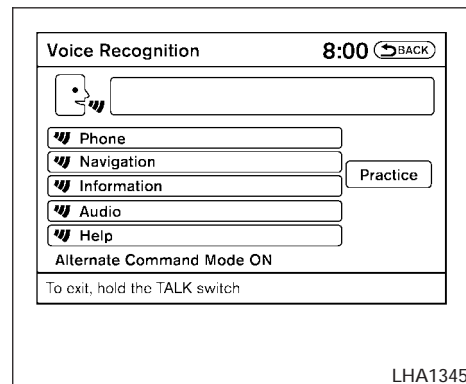 Voice Recognition 8:00 BACK
Phone
Navigation
Information
Audio
Help
Practice
Alternate Command Mode ON
To exit, hold the TALK switch
LHA1345